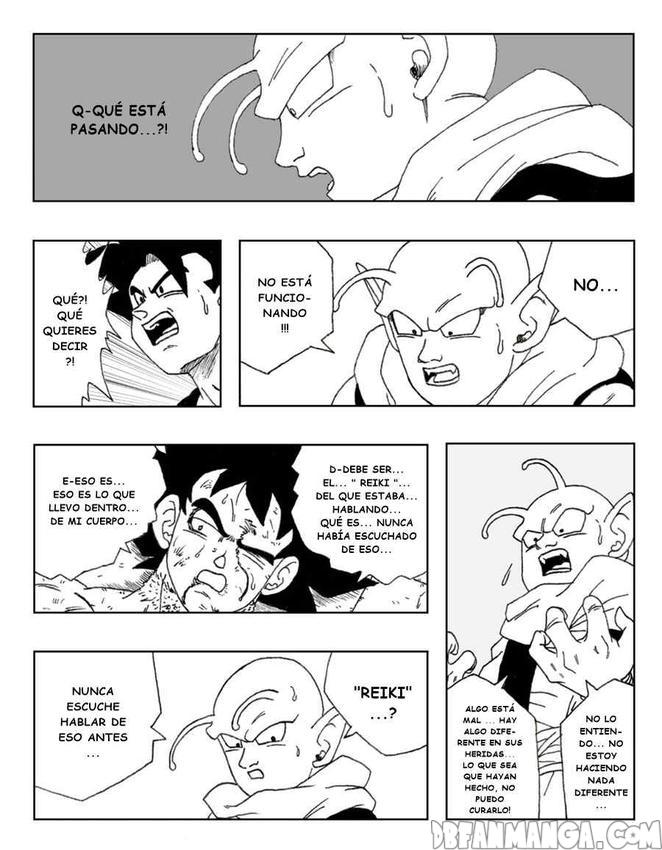 Q-QUÉ ESTÁ
PASANDO...?!
NO...
NO ESTÁ
FUNCIO-
NANDO
!!!
QUÉ?!
QUÉ
QUIERES
DECIR
?!
NO LO
ENTIEN-
DO... NO
ESTOY
HACIENDO
NADA
DIFERENTE
...
ALGO ESTÁ
MAL ... HAY
ALGO DIFE-
RENTE EN SUS
HERIDAS...
LO QUE SEA
QUE HAYAN
HECHO, NO
PUEDO
CURARLO!
D-DEBE SER...
EL... " REIKI "...
DEL QUE ESTABA...
HABLANDO...
QUÉ ES... NUNCA
HABÍA ESCUCHADO
DE ESO...
E-ESO ES...
ESO ES LO QUE
LLEVO DENTRO...
DE MI CUERPO...
"REIKI"
...?
NUNCA
ESCUCHE
HABLAR DE
ESO ANTES
...
DBFANMANGA.COM